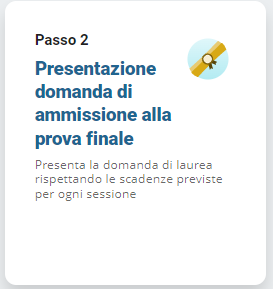 Passo 2
Presentazione
domanda di
ammissione alla
prova finale
Presenta la domanda di laurea
rispettando le scadenze previste
per ogni sessione